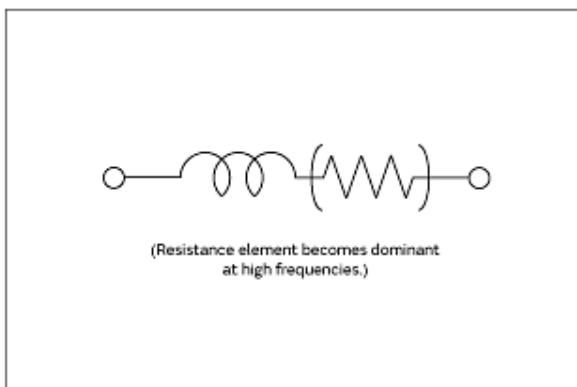 (Resistance element becomes dominant
at high frequencies.)